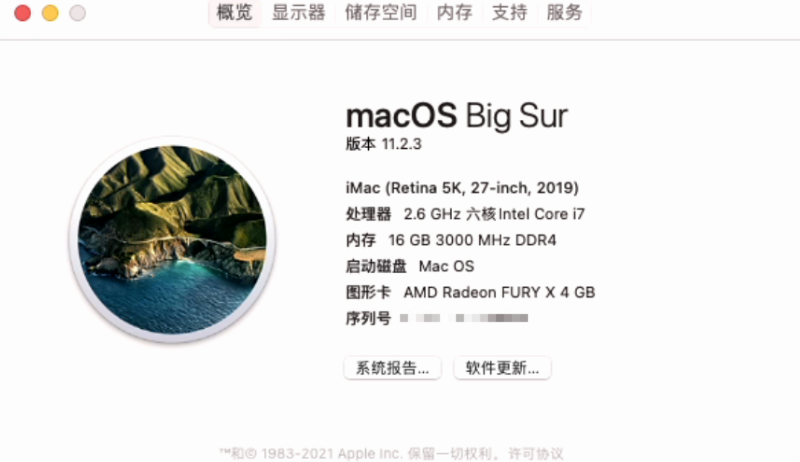 概览 显示器 储存空间 内存 支持 服务
macOS Big Sur
版本 11.2.3
iMac (Retina 5K, 27-inch, 2019)
处理器 2.6 GHz 六核Intel Core i7
内存 16 GB 3000 MHz DDR4
启动磁盘 Mac OS
图形卡 AMD Radeon FURY X 4 GB
序列号
系统报告... 软件更新...
™和© 1983-2021 Apple Inc. 保留一切权利。许可协议